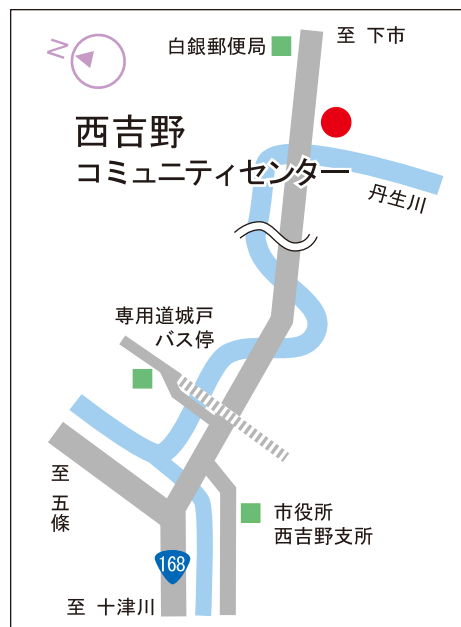 N
白銀郵便局
至 下市
西吉野
コミュニティセンター
丹生川
専用道城戸
バス停
至 五條
市役所
西吉野支所
168
至 十津川